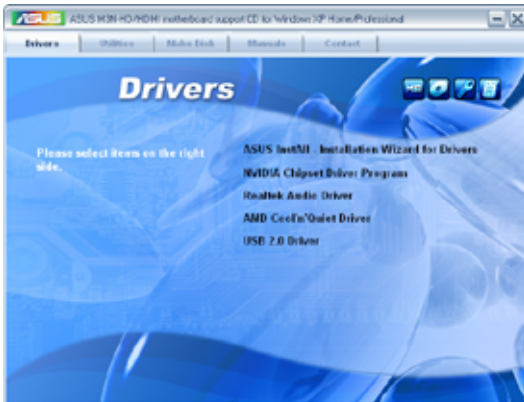 ASUS M3N-HD/HDMI motherboard support CD for Windows XP Home/Professional
Drivers
Utilities
Make Disk
Manuals
Contact
Drivers
Please select items on the right
side.
ASUS InstAll - Installation Wizard for Drivers
NVIDIA Chipset Driver Program
Realtek Audio Driver
AMD Cool'n'Quiet Driver
USB 2.0 Driver